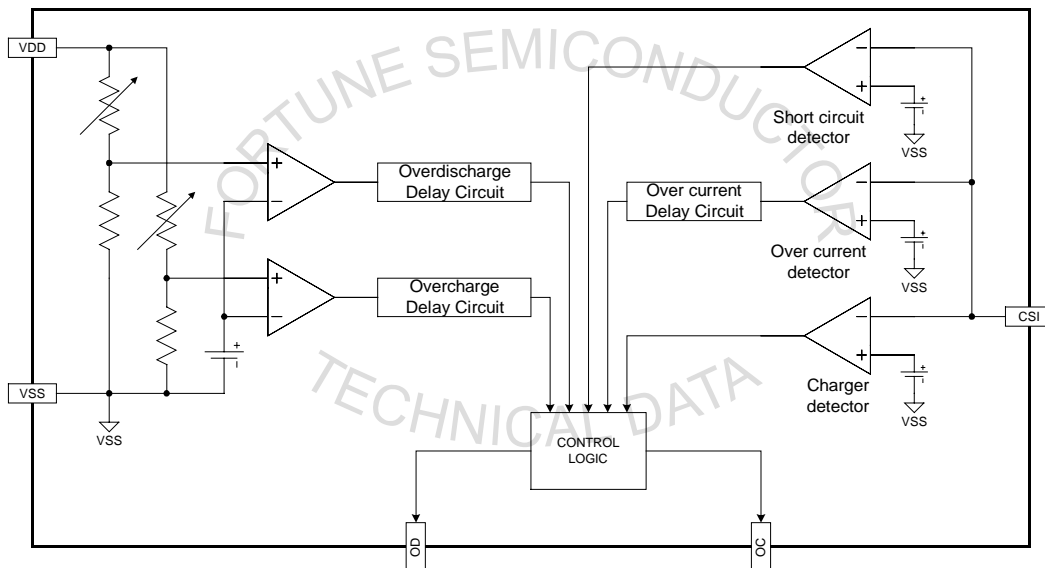 FORTUNE SEMICONDUCTOR
TECHNICAL DATA
VDD
+
−
Short circuit
detector
−
+
+
−
VSS
Overdischarge
Delay Circuit
Over current
Delay Circuit
−
+
+
−
Over current
detector
VSS
+
−
Overcharge
Delay Circuit
−
+
CSI
+
−
+
−
Charger
detector
VSS
VSS
VSS
CONTROL
LOGIC
OD
OC